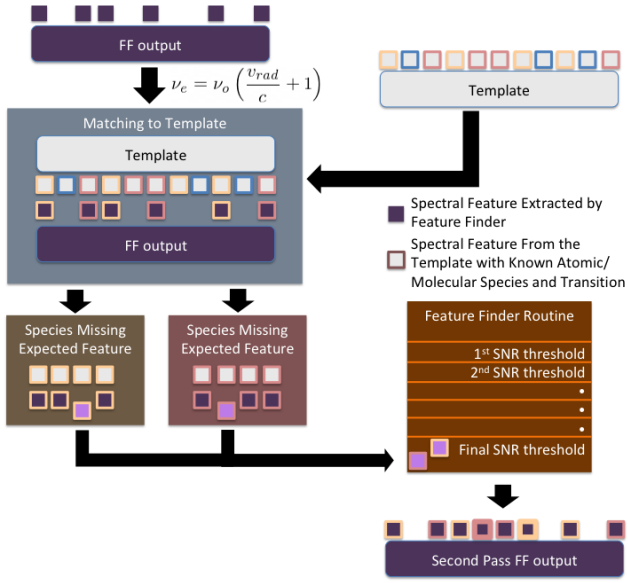 FF output
ν_e = ν_o (v_rad/c + 1)
Template
Matching to Template
Template
FF output
Spectral Feature Extracted by
Feature Finder
Spectral Feature From the
Template with Known Atomic/
Molecular Species and Transition
Species Missing
Expected Feature
Species Missing
Expected Feature
Feature Finder Routine
1st SNR threshold
2nd SNR threshold
•
•
•
Final SNR threshold
Second Pass FF output